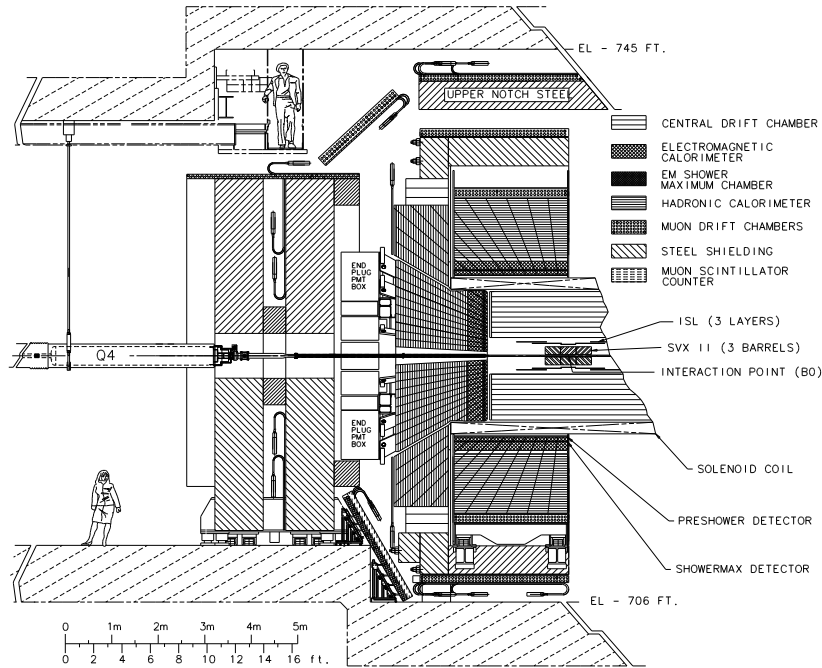 EL - 745 FT.
UPPER NOTCH STEEL
CENTRAL DRIFT CHAMBER
ELECTROMAGNETIC
CALORIMETER
EM SHOWER
MAXIMUM CHAMBER
HADRONIC CALORIMETER
MUON DRIFT CHAMBERS
STEEL SHIELDING
MUON SCINTILLATOR
COUNTER
END
PLUG
PMT
BOX
Q4
ISL (3 LAYERS)
SVX II (3 BARRELS)
INTERACTION POINT (B0)
END
PLUG
PMT
BOX
SOLENOID COIL
PRESHOWER DETECTOR
SHOWERMAX DETECTOR
EL - 706 FT.
0 1m 2m 3m 4m 5m
0 2 4 6 8 10 12 14 16 ft.